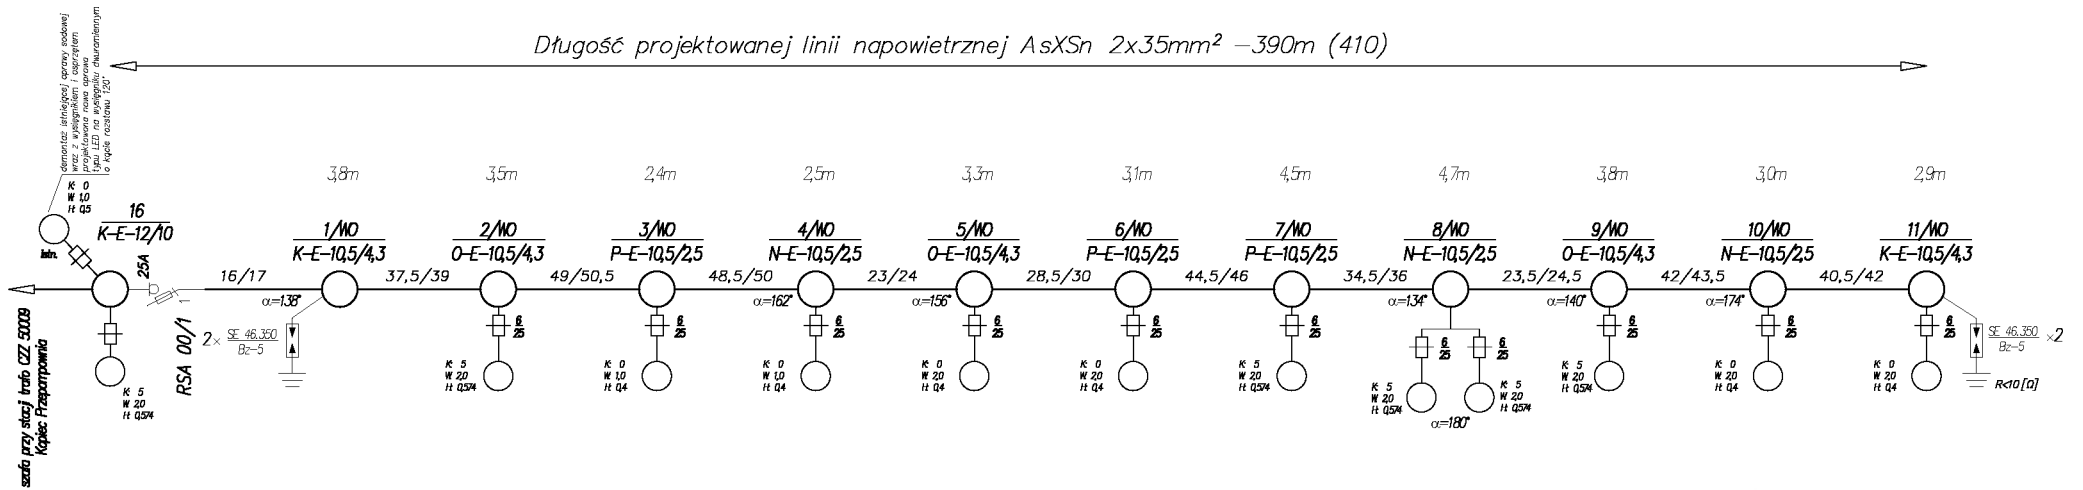 Długość projektowanej linii napowietrznej AsXSn 2x35mm² –390m (410)
demontaż istniejącej oprawy sodowej
wraz z wysięgnikiem i osprzętem
projektowana nowa oprawa
typu LED na wysięgniku dwuramiennym
o kącie rozstawu 120°
3,8m 3,5m 2,4m 2,5m 3,3m 3,1m 4,5m 4,7m 3,8m 3,0m 2,9m
K: 0
W: 1,0
H: 0,5
16
K-E-12/10
Istn.
25A
1
RSA 00/1
1/WO
K-E-10,5/4,3
2/WO
O-E-10,5/4,3
3/WO
P-E-10,5/2,5
4/WO
N-E-10,5/2,5
5/WO
O-E-10,5/4,3
6/WO
P-E-10,5/2,5
7/WO
P-E-10,5/2,5
8/WO
N-E-10,5/2,5
9/WO
O-E-10,5/4,3
10/WO
N-E-10,5/2,5
11/WO
K-E-10,5/4,3
16/17 37,5/39 49/50,5 48,5/50 23/24 28,5/30 44,5/46 34,5/36 23,5/24,5 42/43,5 40,5/42
α=138° α=162° α=156° α=134° α=140° α=174°
szafa przy stacji trafo CZZ 50009
Kopiec Przepompownia
K: 5
W: 2,0
H: 0,574
2× SE 46.350
Bz-5
6
25
K: 5
W: 2,0
H: 0,574
6
25
K: 0
W: 1,0
H: 0,4
6
25
K: 0
W: 1,0
H: 0,4
6
25
K: 0
W: 2,0
H: 0,4
6
25
K: 0
W: 2,0
H: 0,4
6
25
K: 5
W: 2,0
H: 0,574
6
25
K: 5
W: 2,0
H: 0,574
6
25
K: 5
W: 2,0
H: 0,574
α=180°
6
25
K: 5
W: 2,0
H: 0,574
6
25
K: 0
W: 2,0
H: 0,4
6
25
K: 0
W: 2,0
H: 0,4
SE 46.350 ×2
Bz-5
R<10[Ω]